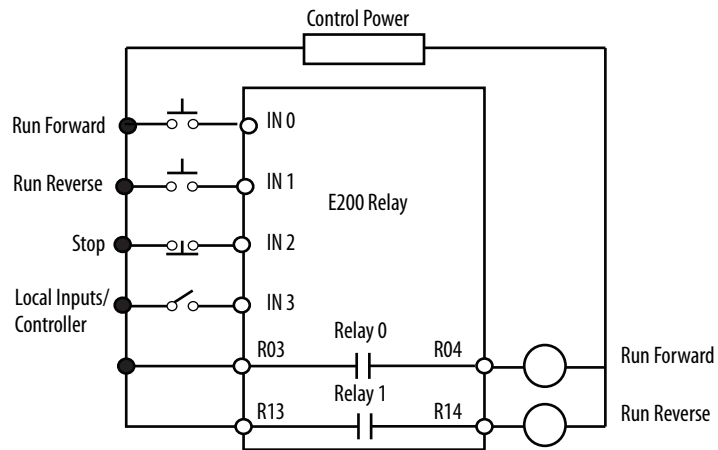 Control Power
Run Forward
IN 0
Run Reverse
IN 1
E200 Relay
Stop
IN 2
Local Inputs/
Controller
IN 3
Relay 0
R03
R04
Run Forward
Relay 1
R13
R14
Run Reverse